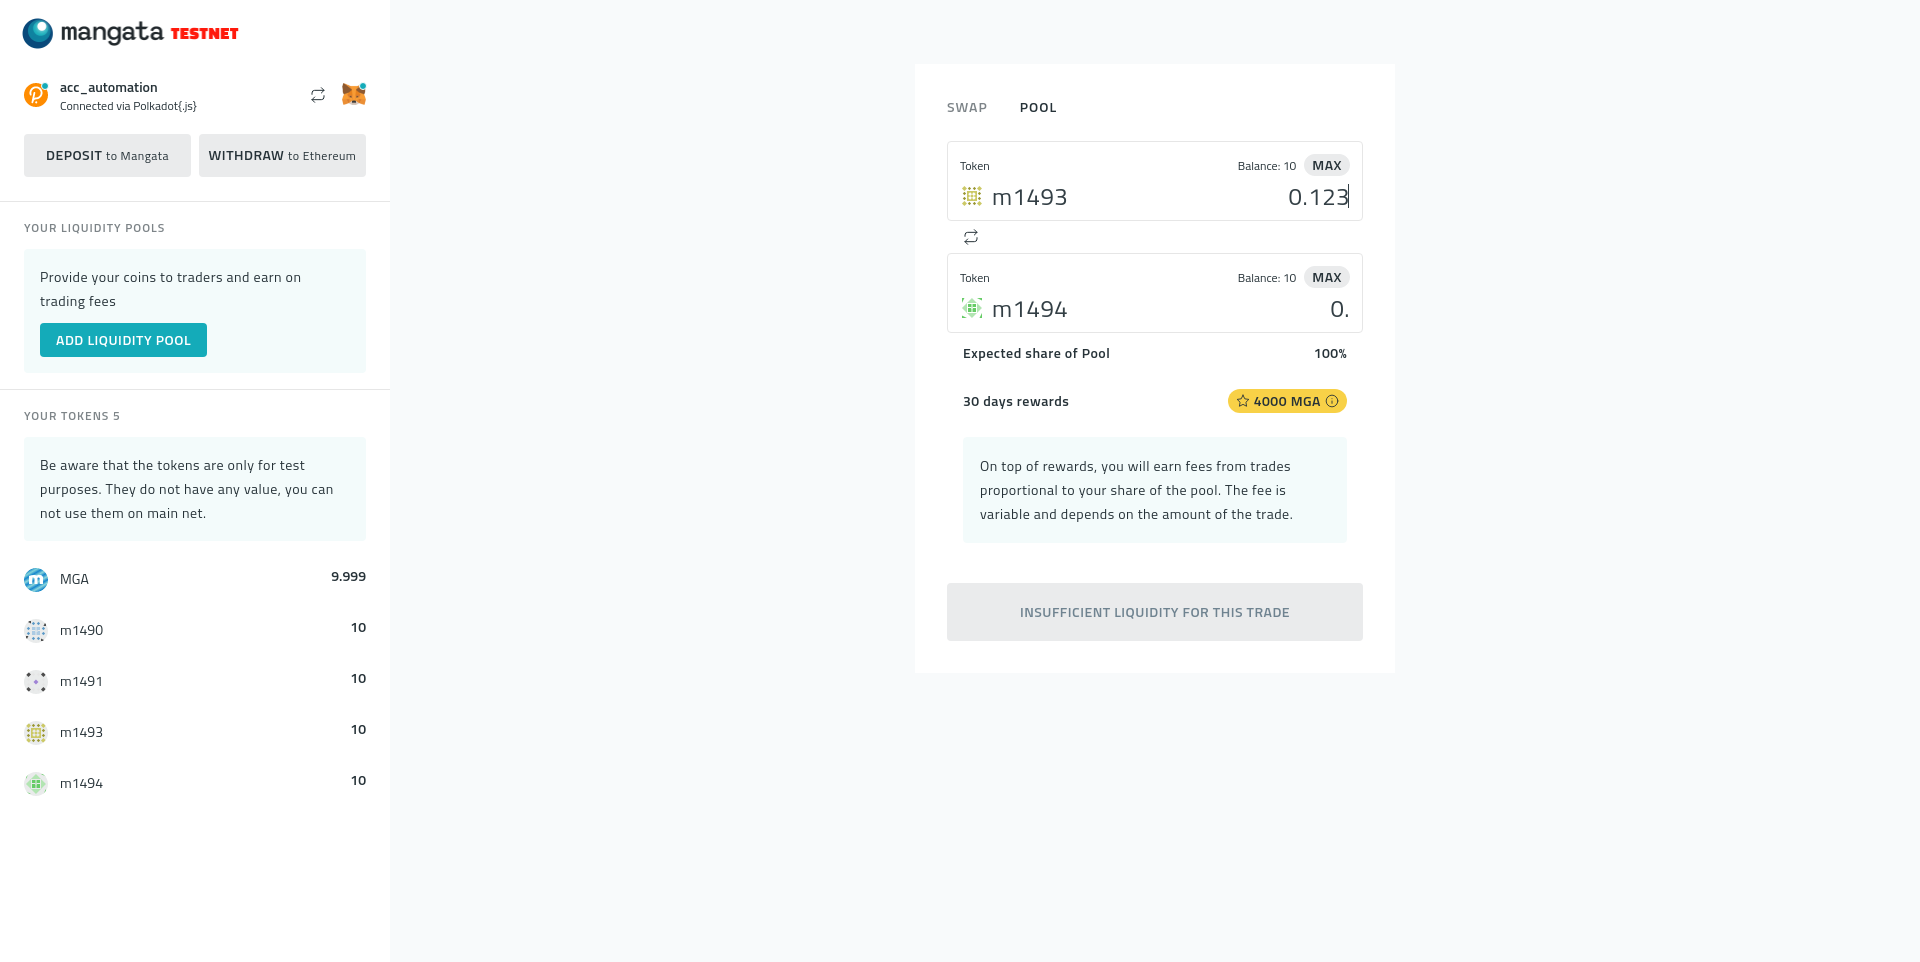 mangata TESTNET
acc_automation
Connected via Polkadot{.js}
DEPOSIT to Mangata
WITHDRAW to Ethereum
YOUR LIQUIDITY POOLS
Provide your coins to traders and earn on
trading fees
ADD LIQUIDITY POOL
YOUR TOKENS 5
Be aware that the tokens are only for test
purposes. They do not have any value, you can
not use them on main net.
MGA 9.999
m1490 10
m1491 10
m1493 10
m1494 10
SWAP POOL
Token Balance: 10 MAX
m1493 0.123
Token Balance: 10 MAX
m1494 0.
Expected share of Pool 100%
30 days rewards 4000 MGA
On top of rewards, you will earn fees from trades
proportional to your share of the pool. The fee is
variable and depends on the amount of the trade.
INSUFFICIENT LIQUIDITY FOR THIS TRADE